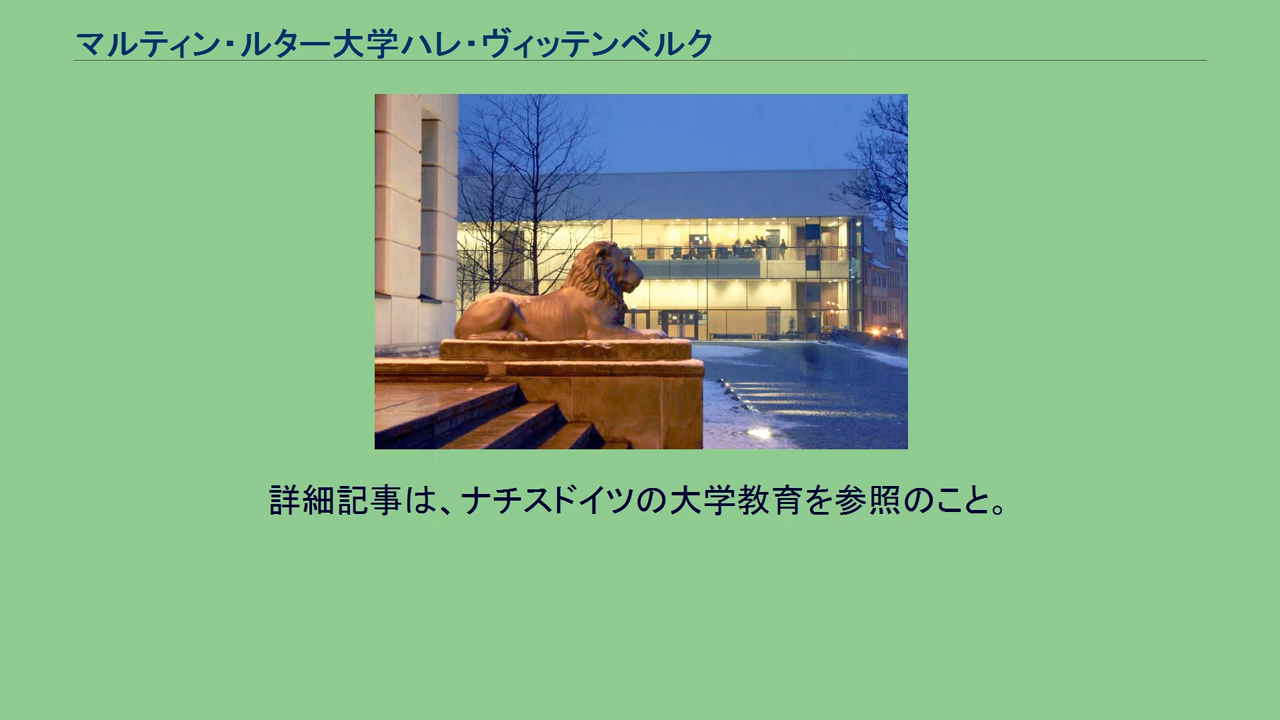 マルティン・ルター大学ハレ・ヴィッテンベルク
詳細記事は、ナチスドイツの大学教育を参照のこと。